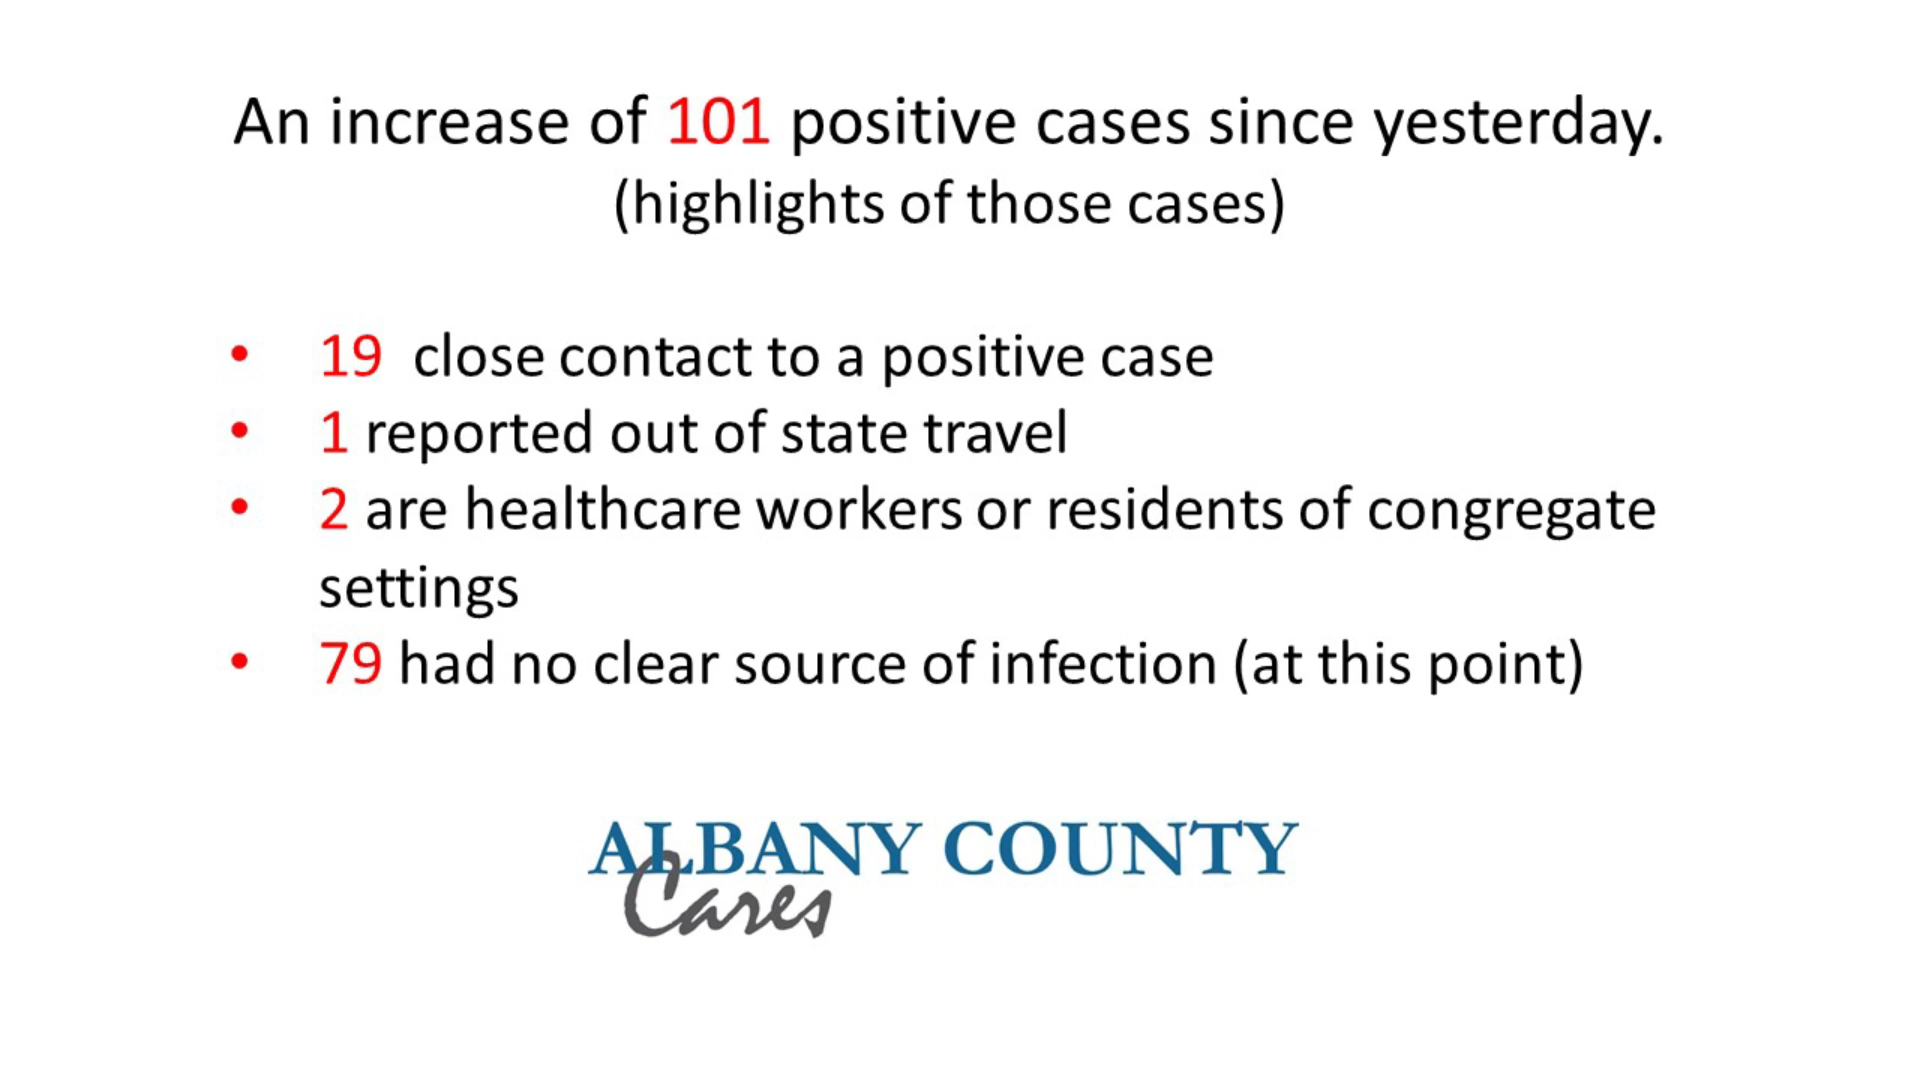 An increase of 101 positive cases since yesterday.
(highlights of those cases)
• 19 close contact to a positive case
• 1 reported out of state travel
• 2 are healthcare workers or residents of congregate
settings
• 79 had no clear source of infection (at this point)
ALBANY COUNTY
Cares